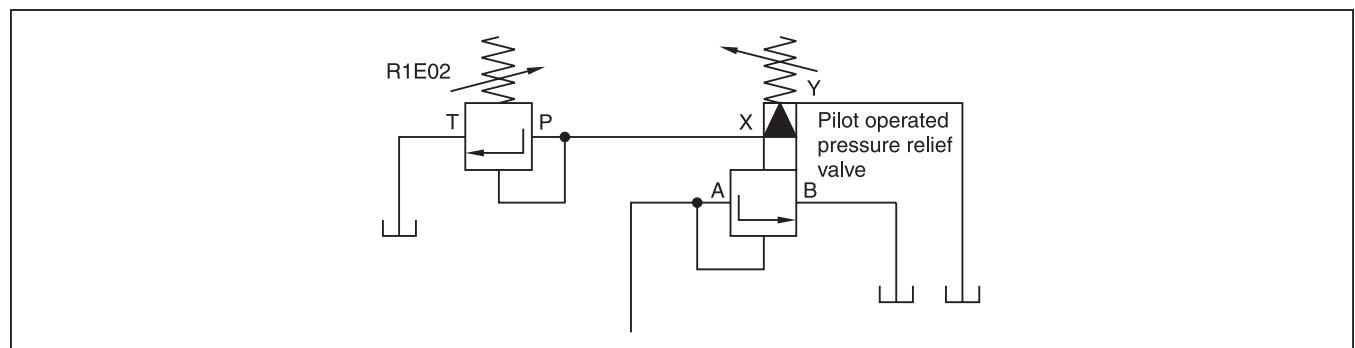 R1E02
T
P
X
Y
Pilot operated
pressure relief
valve
A
B